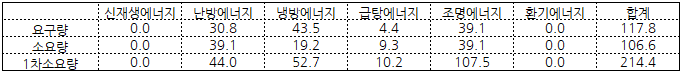 신재생에너지 난방에너지 냉방에너지 급탕에너지 조명에너지 환기에너지 합계
요구량 0.0 30.8 43.5 4.4 39.1 0.0 117.8
소요량 0.0 39.1 19.2 9.3 39.1 0.0 106.6
1차소요량 0.0 44.0 52.7 10.2 107.5 0.0 214.4